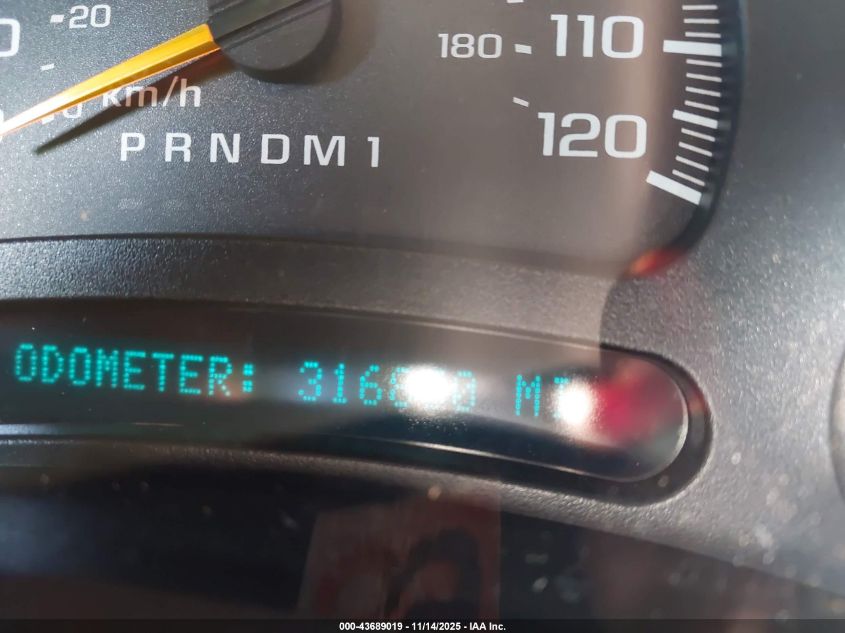 20
km/h
180
110
120
PRNDM1
ODOMETER: MI
000-43689019 - 11/14/2025 - IAA Inc.